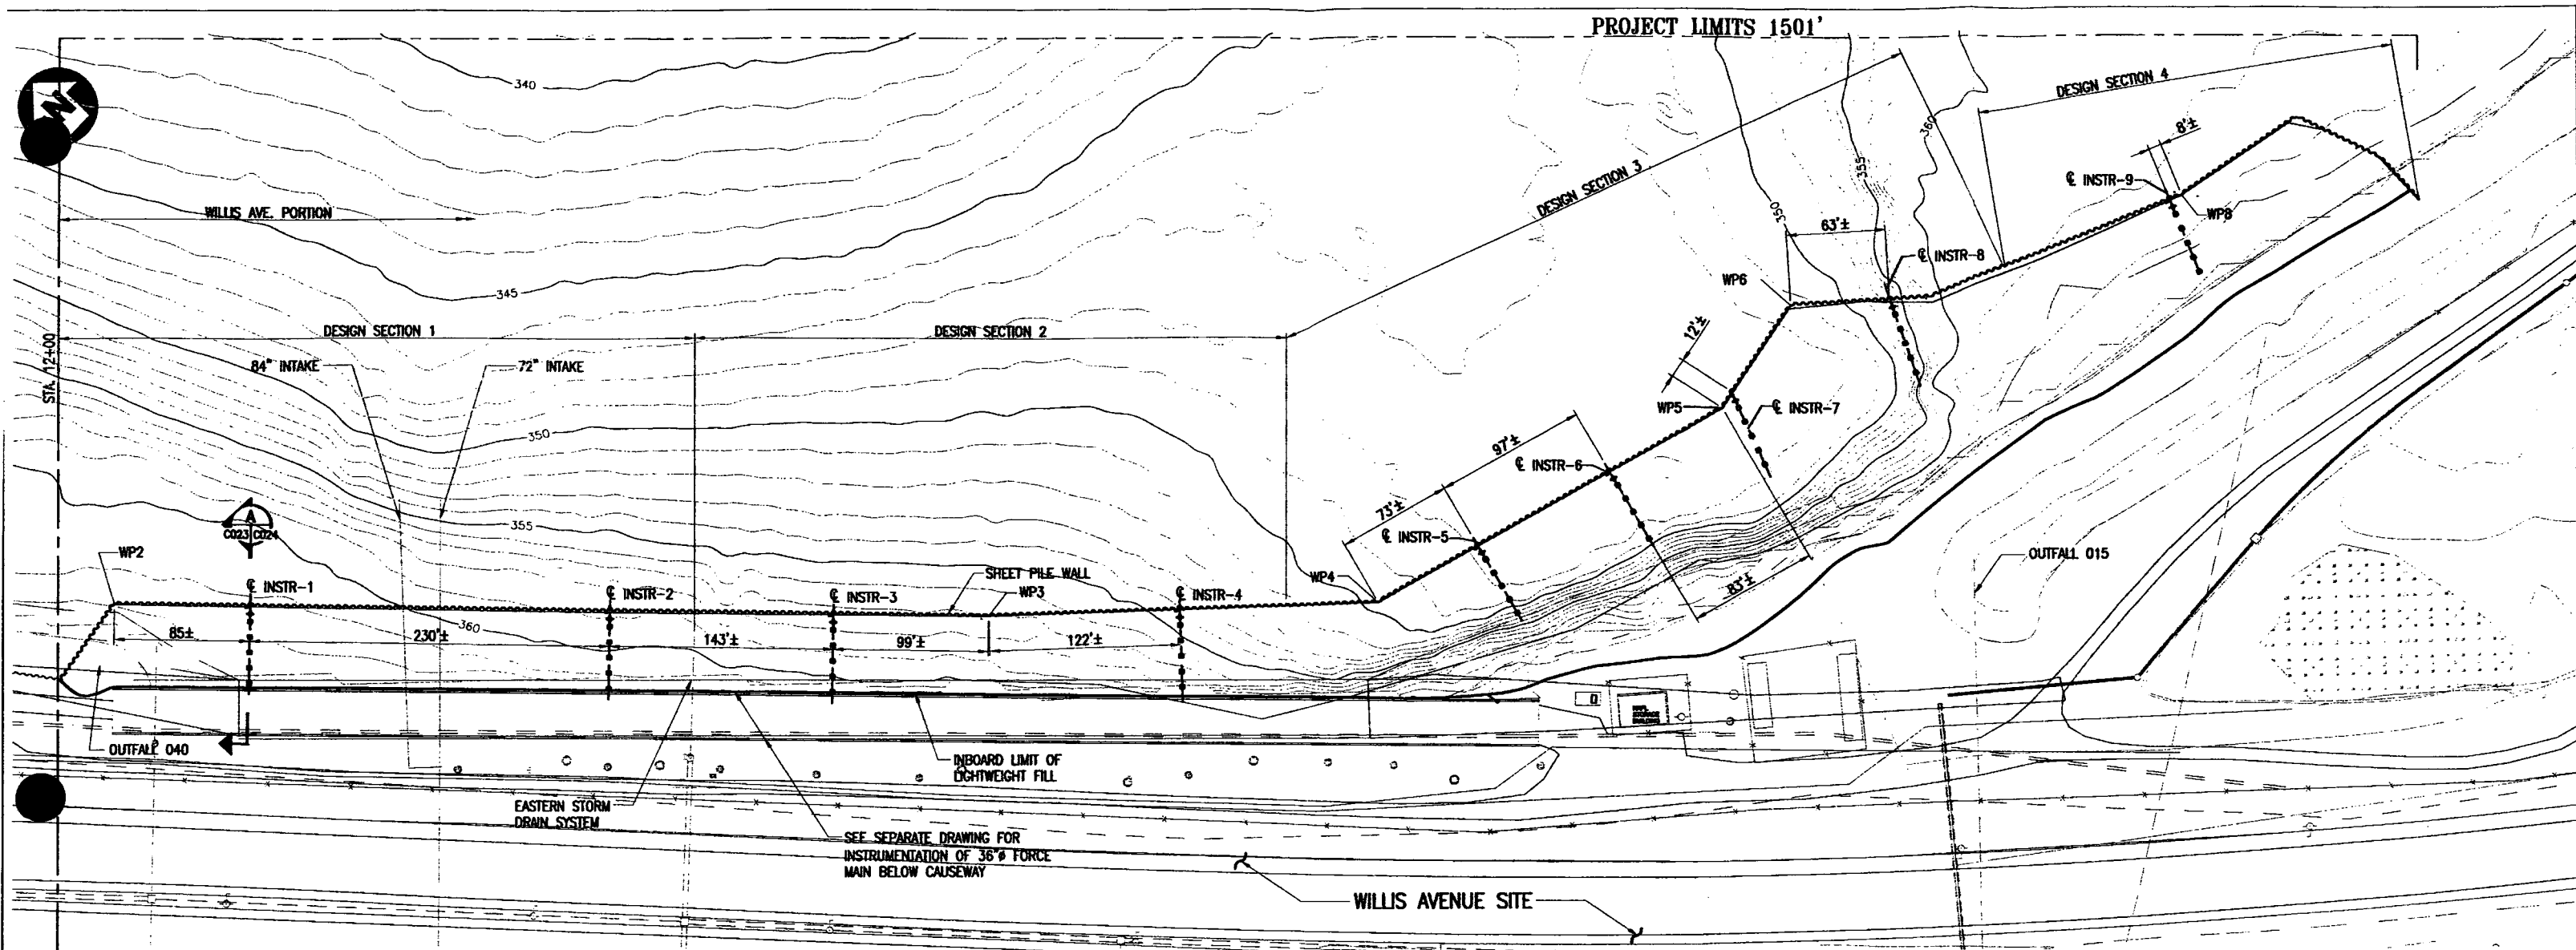 PROJECT LIMITS 1501'
340
N
DESIGN SECTION 4
8'±
360
355
DESIGN SECTION 3
℄ INSTR-9
WP8
WILLIS AVE. PORTION
350
63'±
℄ INSTR-8
WP6
345
DESIGN SECTION 1
DESIGN SECTION 2
STA. 12+00
84" INTAKE
72" INTAKE
12'±
WP5
℄ INSTR-7
350
97'±
℄ INSTR-6
73'±
355
A
C023 C024
℄ INSTR-5
WP2
OUTFALL 015
SHEET PILE WALL
WP4
℄ INSTR-1
℄ INSTR-2
℄ INSTR-3
WP3
℄ INSTR-4
83'±
360
85±
230'±
143'±
99'±
122'±
OUTFALL 040
INBOARD LIMIT OF
LIGHTWEIGHT FILL
EASTERN STORM
DRAIN SYSTEM
SEE SEPARATE DRAWING FOR
INSTRUMENTATION OF 36"ø FORCE
MAIN BELOW CAUSEWAY
WILLIS AVENUE SITE